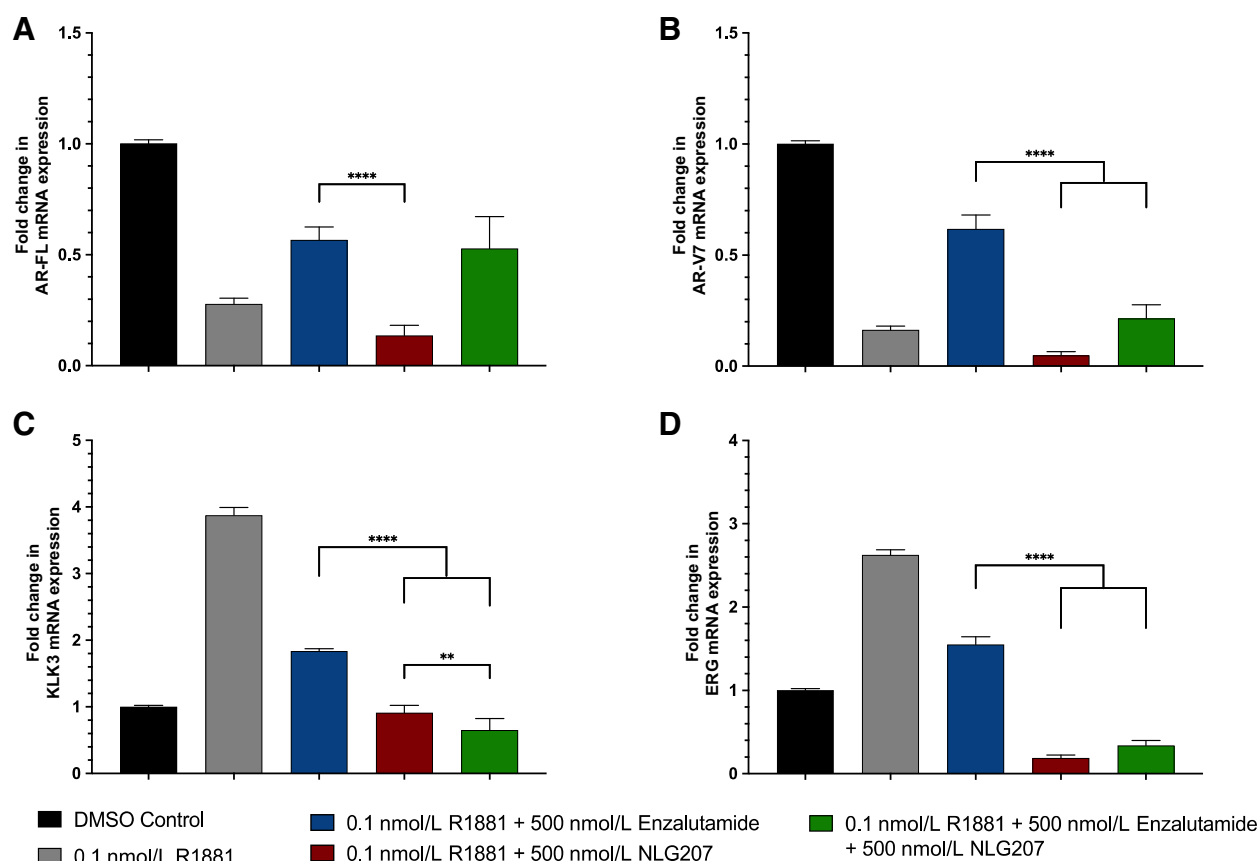 A
Fold change in
AR-FL mRNA expression
1.5
1.0
0.5
0.0
****
B
Fold change in
AR-V7 mRNA expression
1.5
1.0
0.5
0.0
****
C
Fold change in
KLK3 mRNA expression
5
4
3
2
1
0
****
**
D
Fold change in
ERG mRNA expression
4
3
2
1
0
****
DMSO Control
0.1 nmol/L R1881
0.1 nmol/L R1881 + 500 nmol/L Enzalutamide
0.1 nmol/L R1881 + 500 nmol/L NLG207
0.1 nmol/L R1881 + 500 nmol/L Enzalutamide
+ 500 nmol/L NLG207